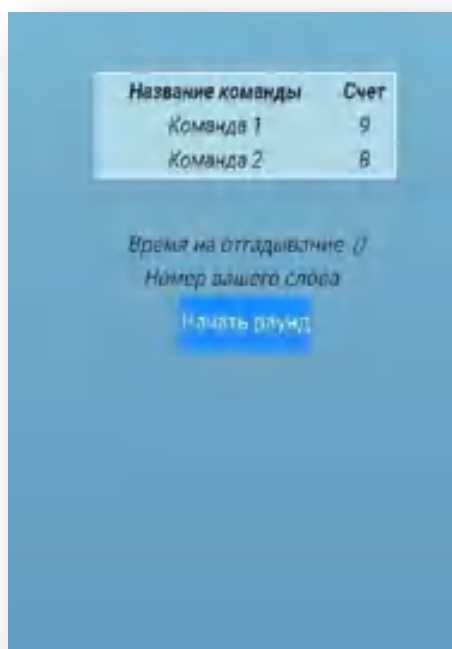 Название команды Счет
Команда 1 9
Команда 2 8
Время на отгадывание
Номер вашего слова
Начать раунд